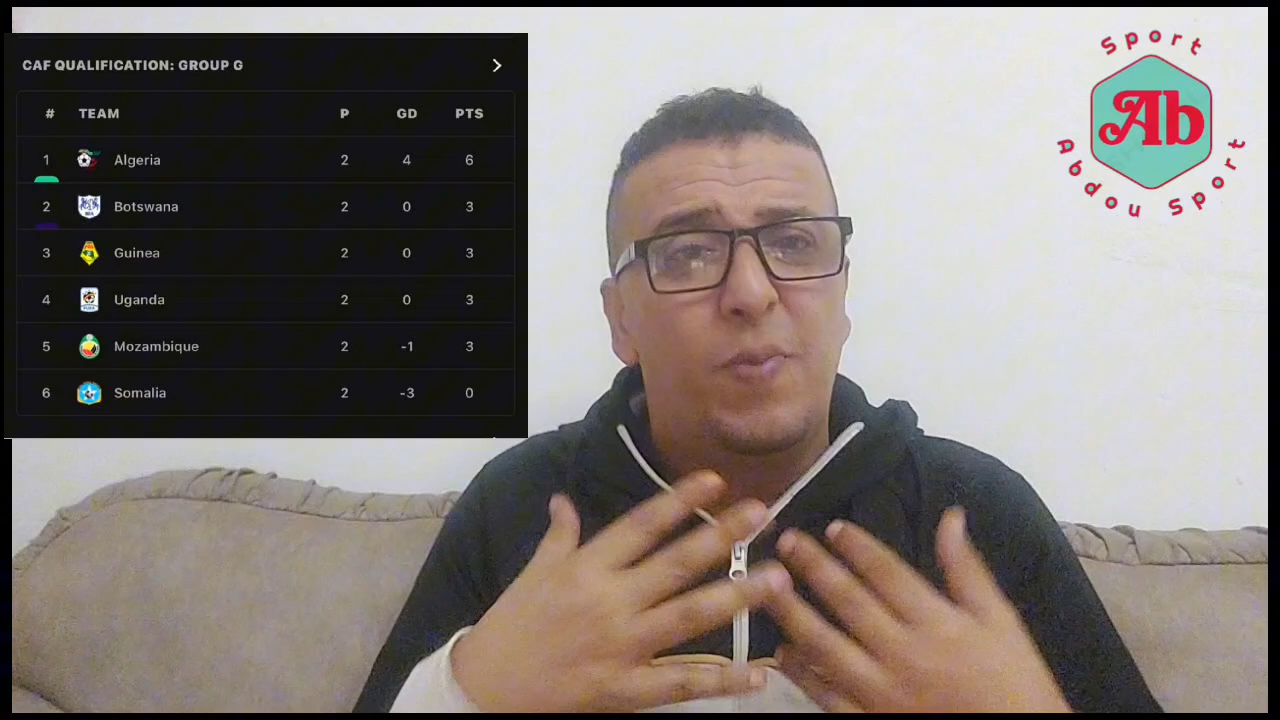 CAF QUALIFICATION: GROUP G
# TEAM P GD PTS
1 Algeria 2 4 6
2 Botswana 2 0 3
3 Guinea 2 0 3
4 Uganda 2 0 3
5 Mozambique 2 -1 3
6 Somalia 2 -3 0
Sport
Ab
Abdou Sport